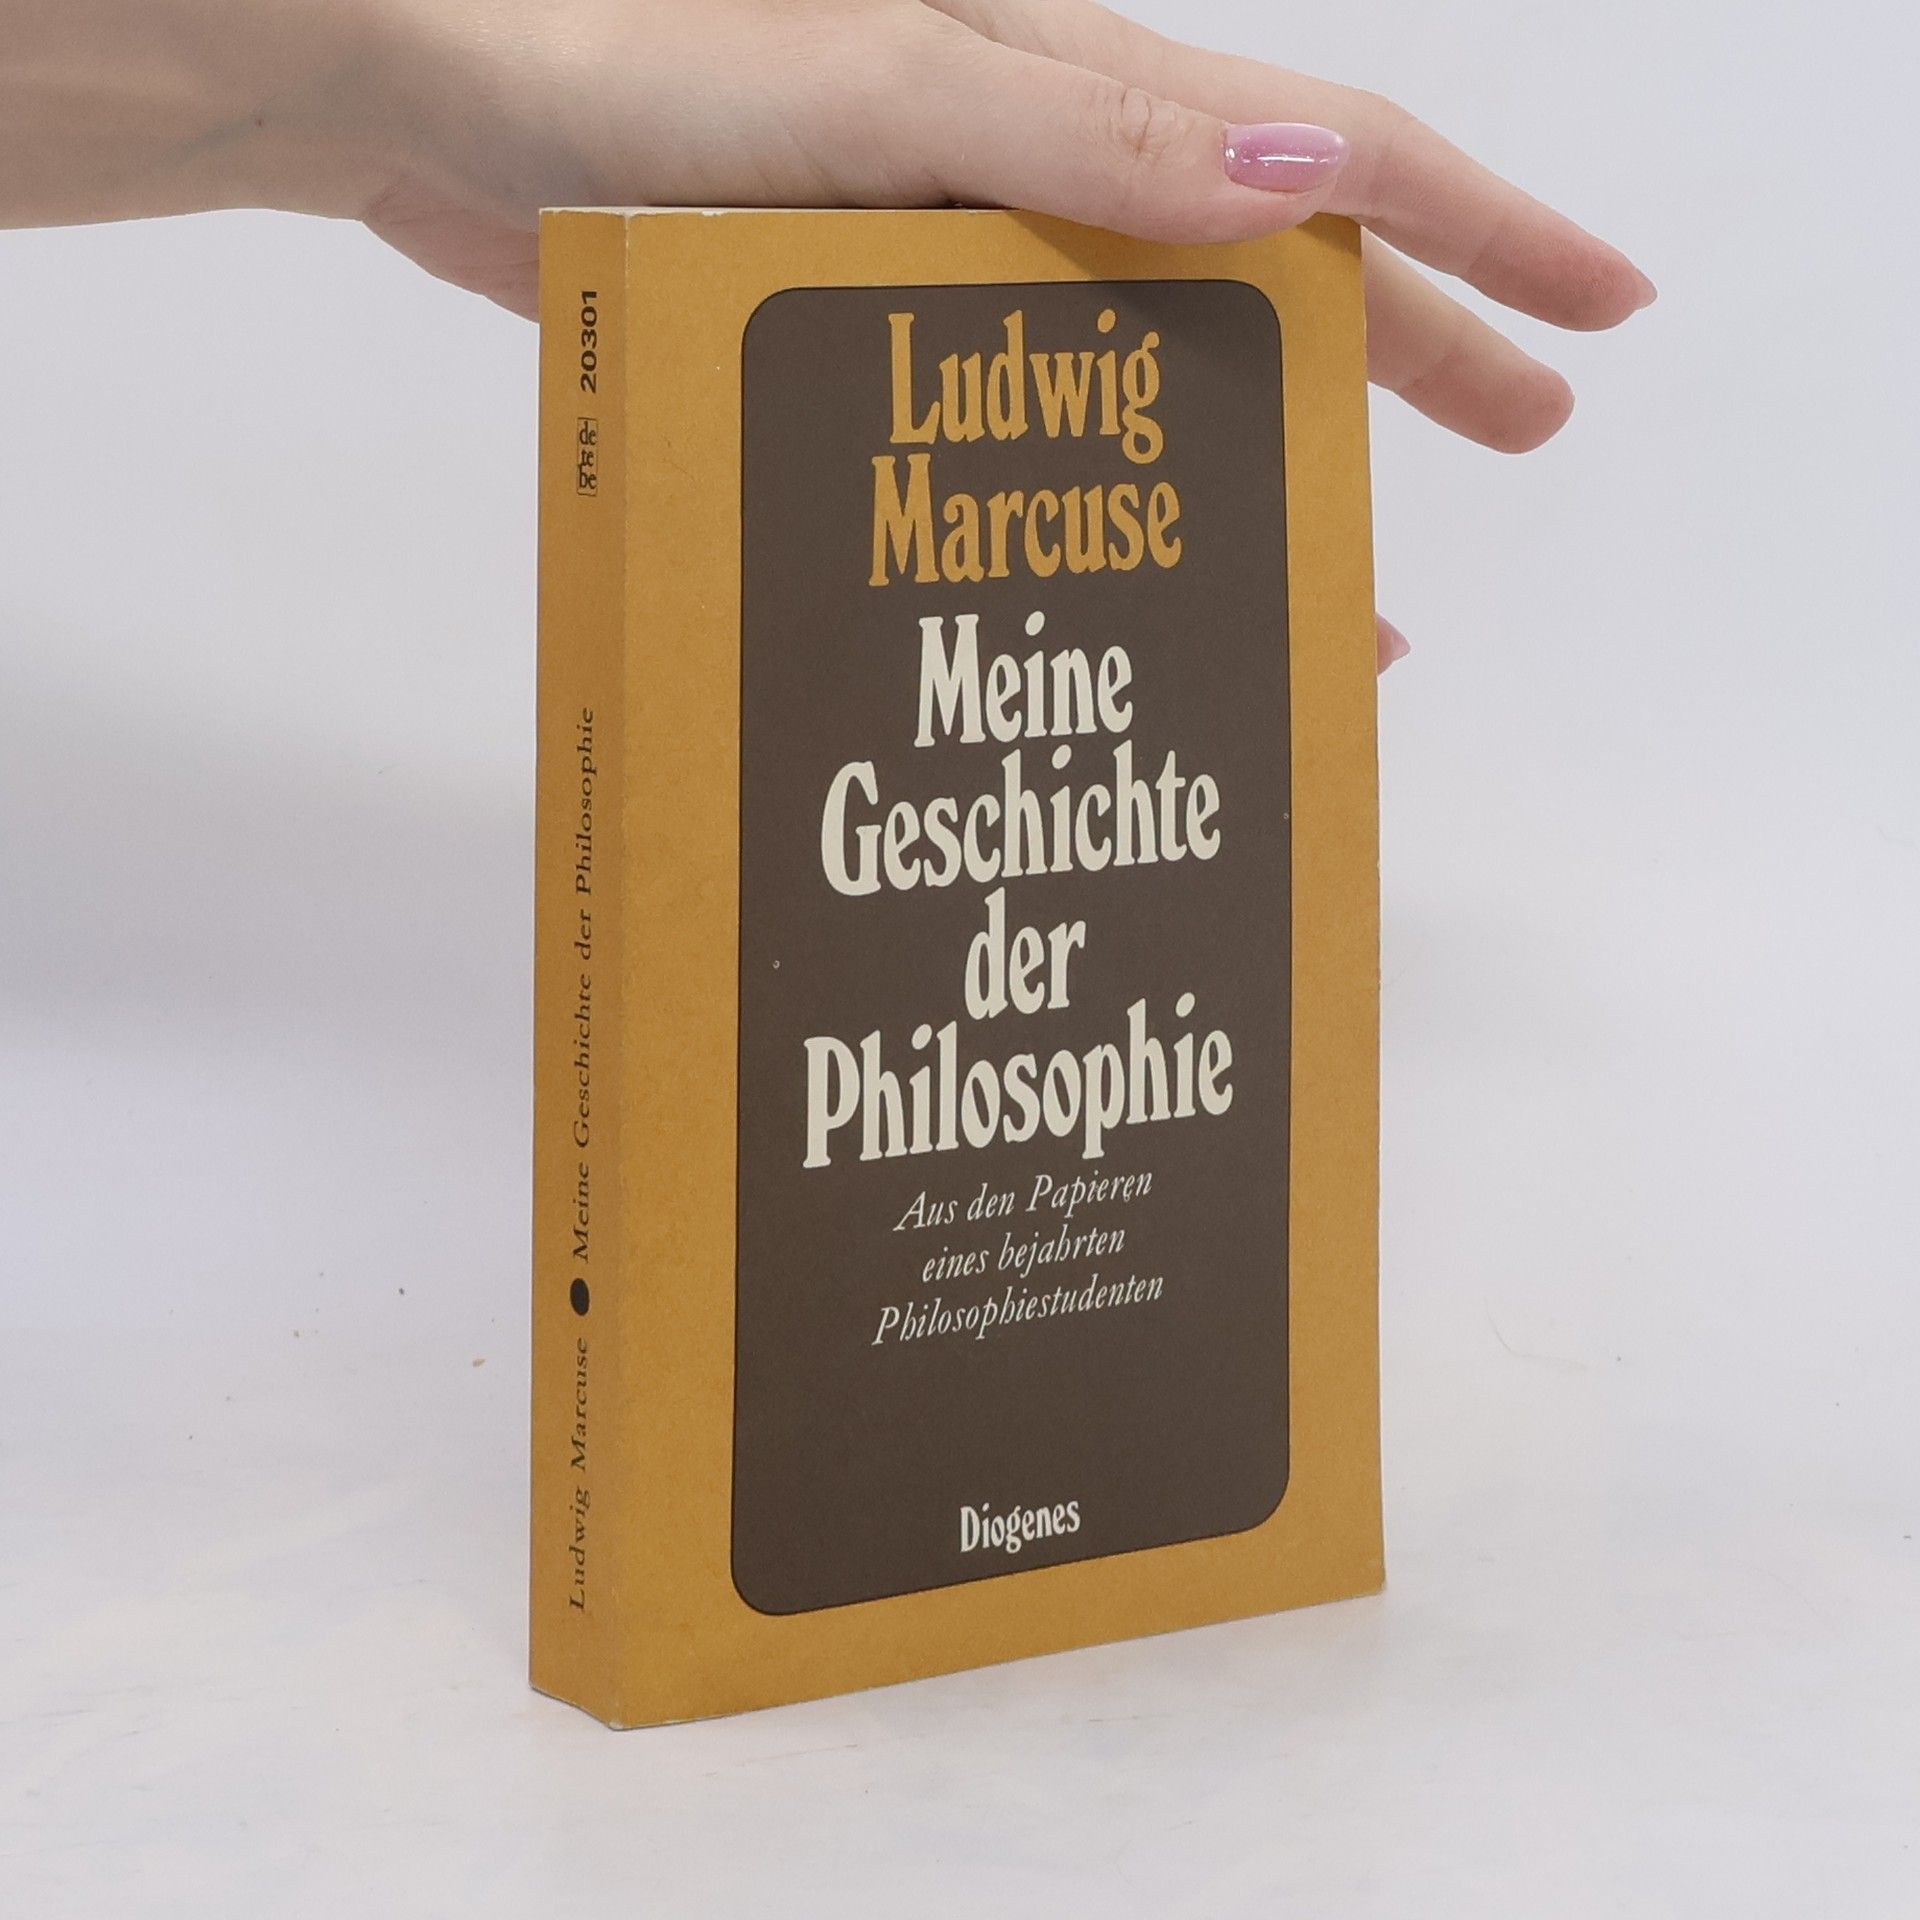 Ludwig
Marcuse
Meine
Geschichte
der
Philosophie
Aus den Papieren
eines bejahrten
Philosophiestudenten
Diogenes
Ludwig Marcuse ● Meine Geschichte der Philosophie
detebe 20301